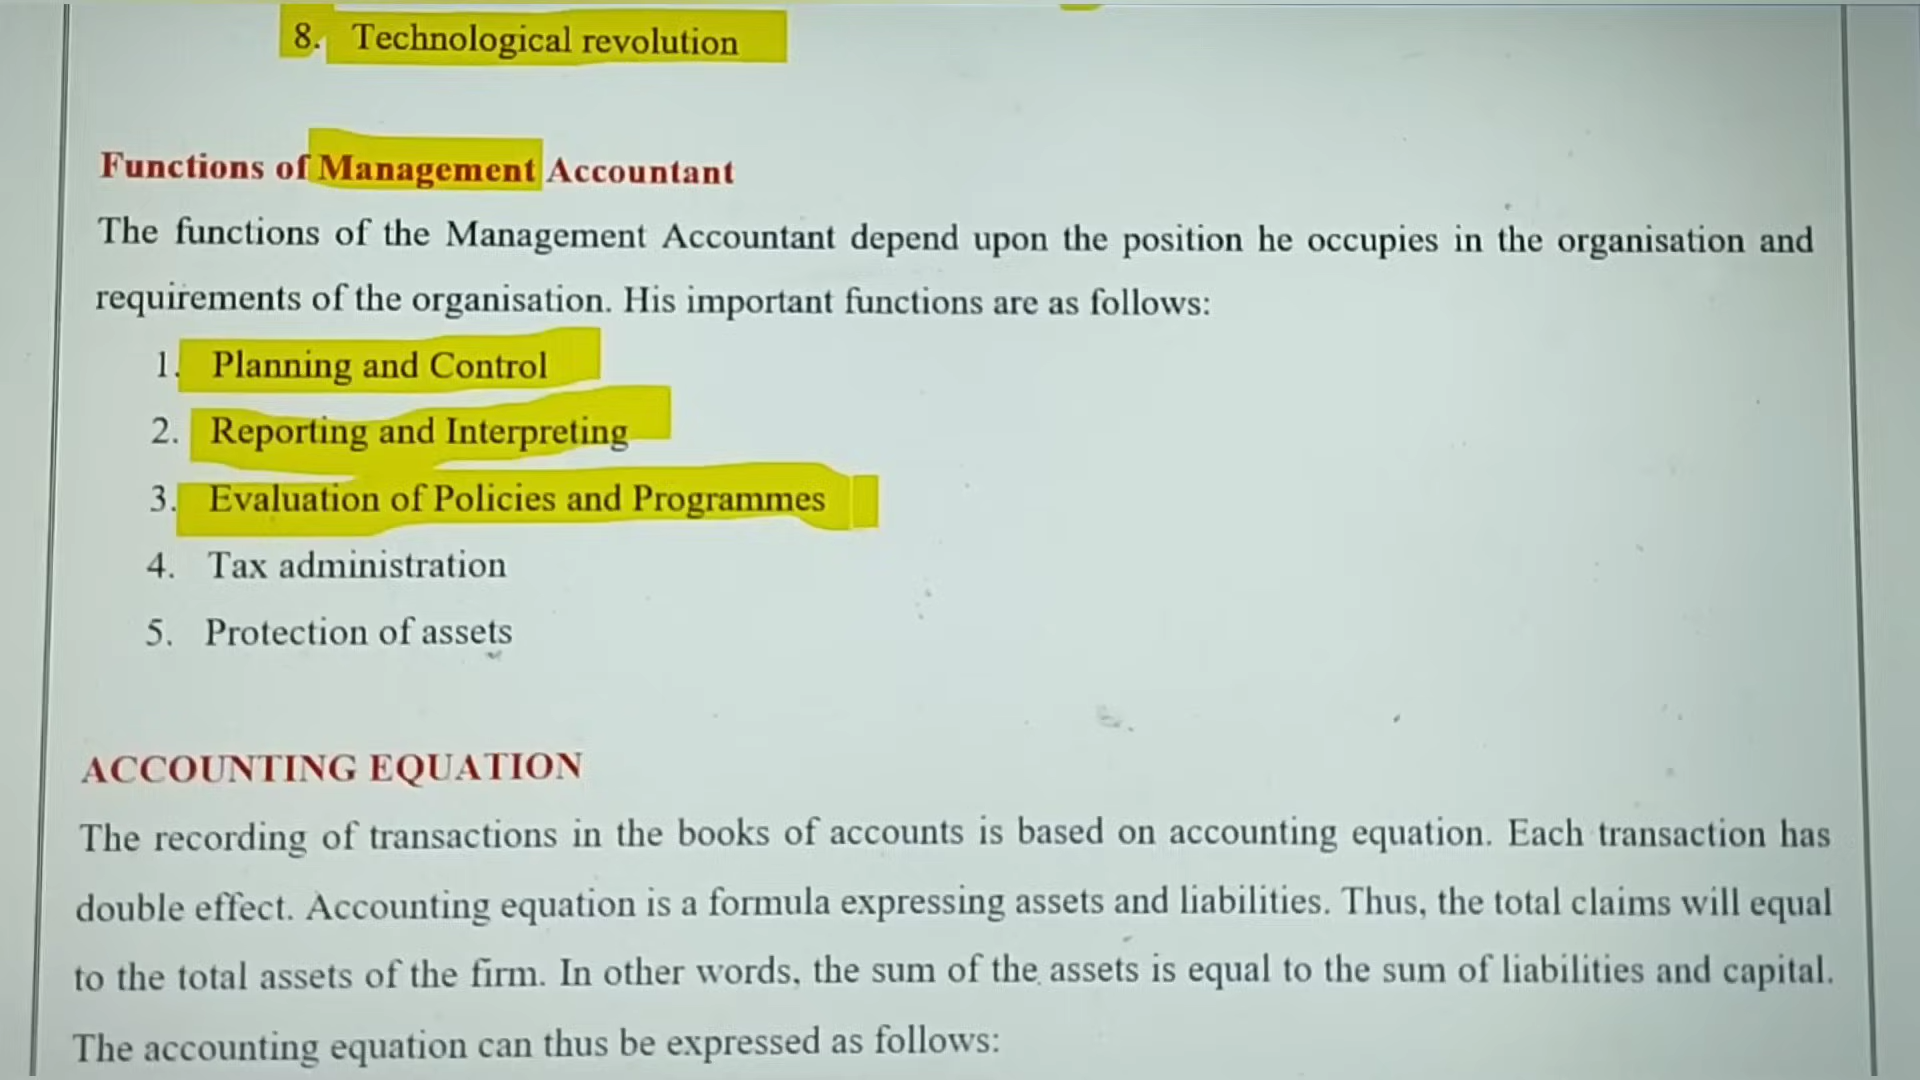 8. Technological revolution
Functions of Management Accountant
The functions of the Management Accountant depend upon the position he occupies in the organisation and
requirements of the organisation. His important functions are as follows:
1. Planning and Control
2. Reporting and Interpreting
3. Evaluation of Policies and Programmes
4. Tax administration
5. Protection of assets
ACCOUNTING EQUATION
The recording of transactions in the books of accounts is based on accounting equation. Each transaction has
double effect. Accounting equation is a formula expressing assets and liabilities. Thus, the total claims will equal
to the total assets of the firm. In other words, the sum of the assets is equal to the sum of liabilities and capital.
The accounting equation can thus be expressed as follows: